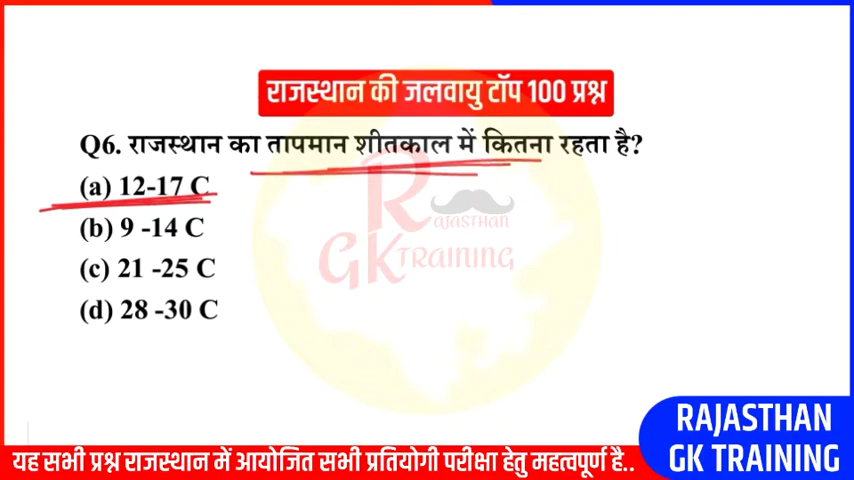 राजस्थान की जलवायु टॉप 100 प्रश्न
Q6. राजस्थान का तापमान शीतकाल में कितना रहता है?
(a) 12-17 C
(b) 9 -14 C
(c) 21 -25 C
(d) 28 -30 C
RAJASTHAN
GK TRAINING
RAJASTHAN
GK TRAINING
यह सभी प्रश्न राजस्थान में आयोजित सभी प्रतियोगी परीक्षा हेतु महत्वपूर्ण है..